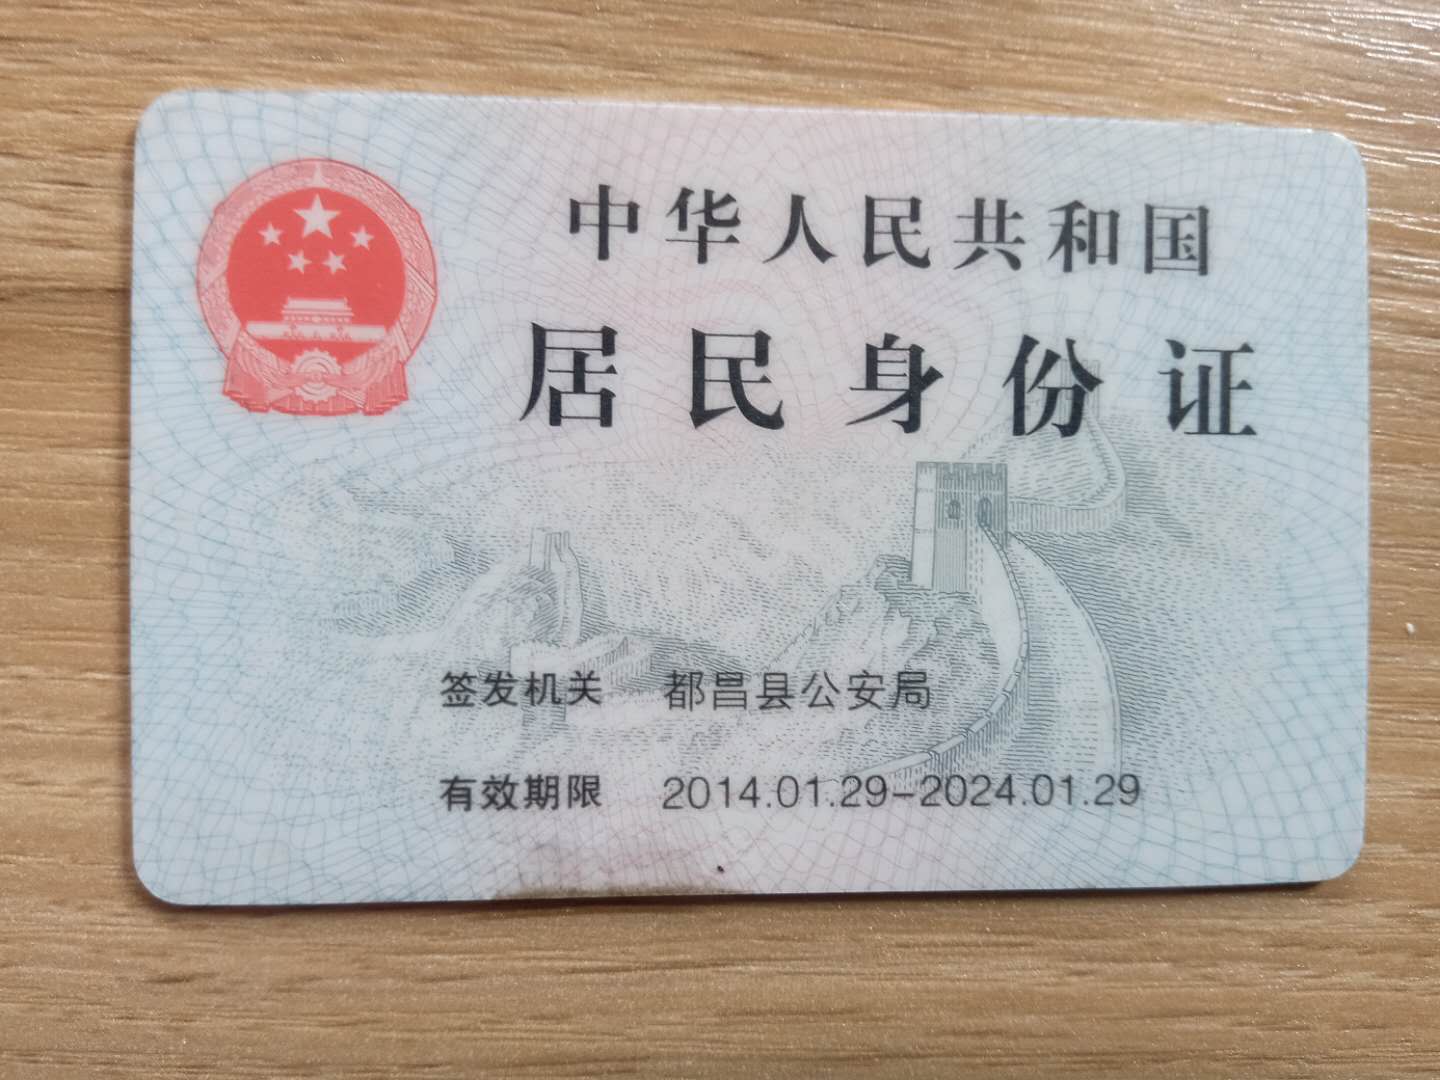 中华人民共和国
居民身份证
签发机关 都昌县公安局
有效期限 2014.01.29-2024.01.29